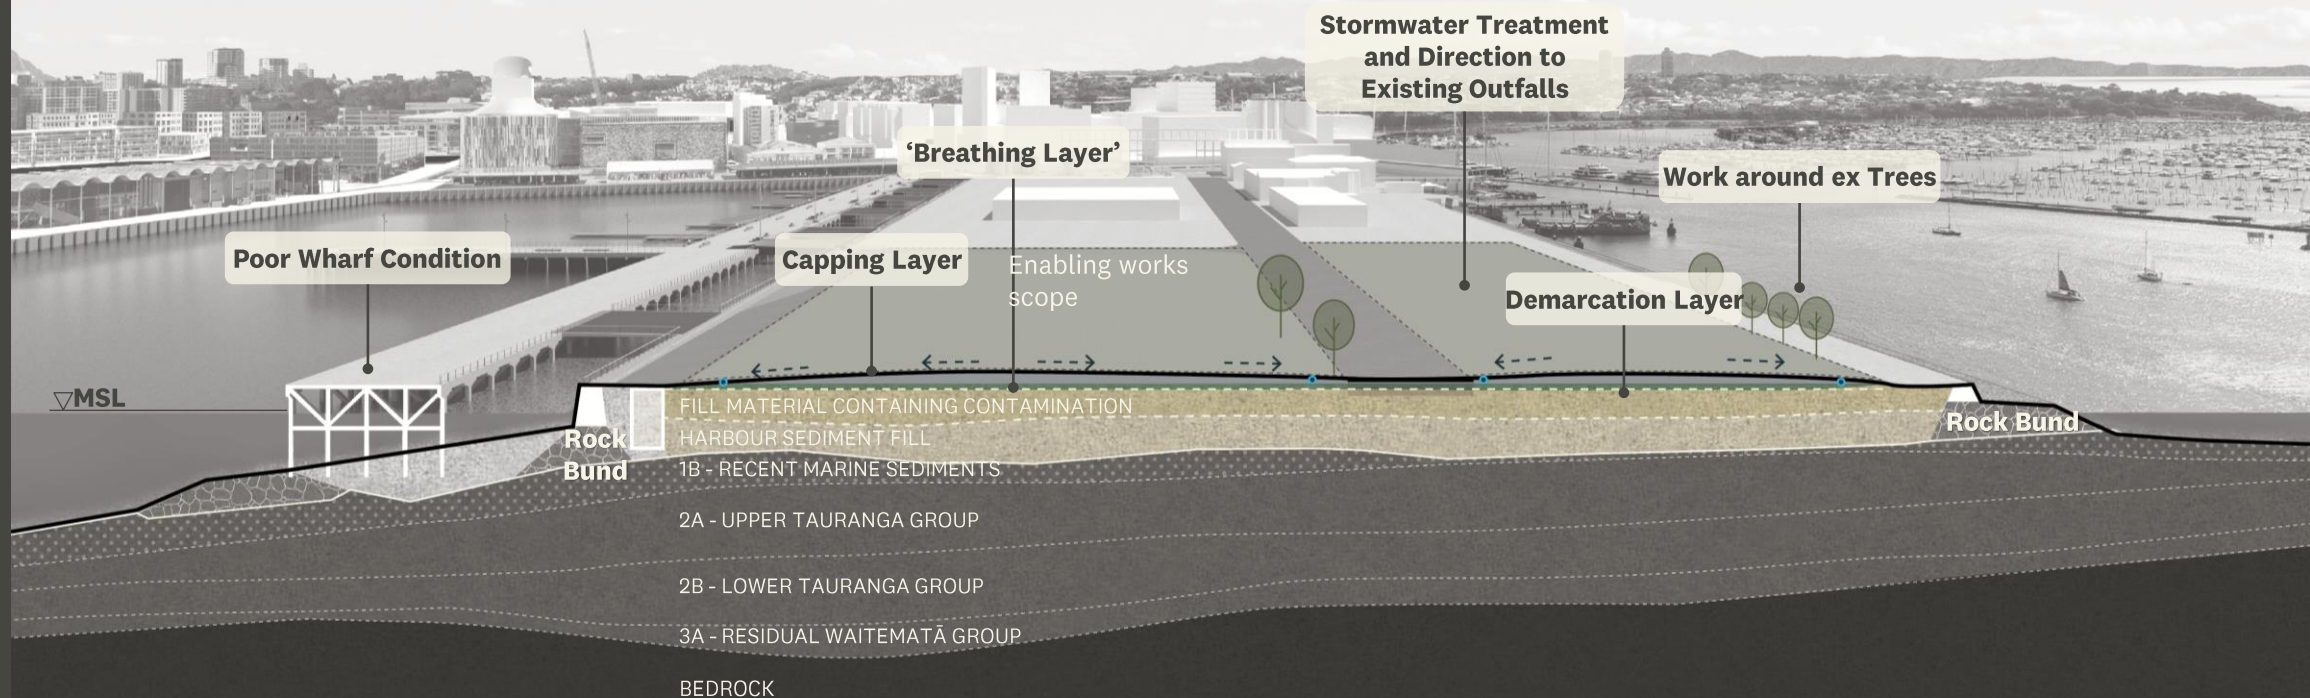 Stormwater Treatment
and Direction to
Existing Outfalls
‘Breathing Layer’
Work around ex Trees
Poor Wharf Condition
Capping Layer
Enabling works
scope
Demarcation Layer
MSL
FILL MATERIAL CONTAINING CONTAMINATION
Rock
Bund
HARBOUR SEDIMENT FILL
Rock Bund
1B - RECENT MARINE SEDIMENTS
2A - UPPER TAURANGA GROUP
2B - LOWER TAURANGA GROUP
3A - RESIDUAL WAITEMATĀ GROUP
BEDROCK